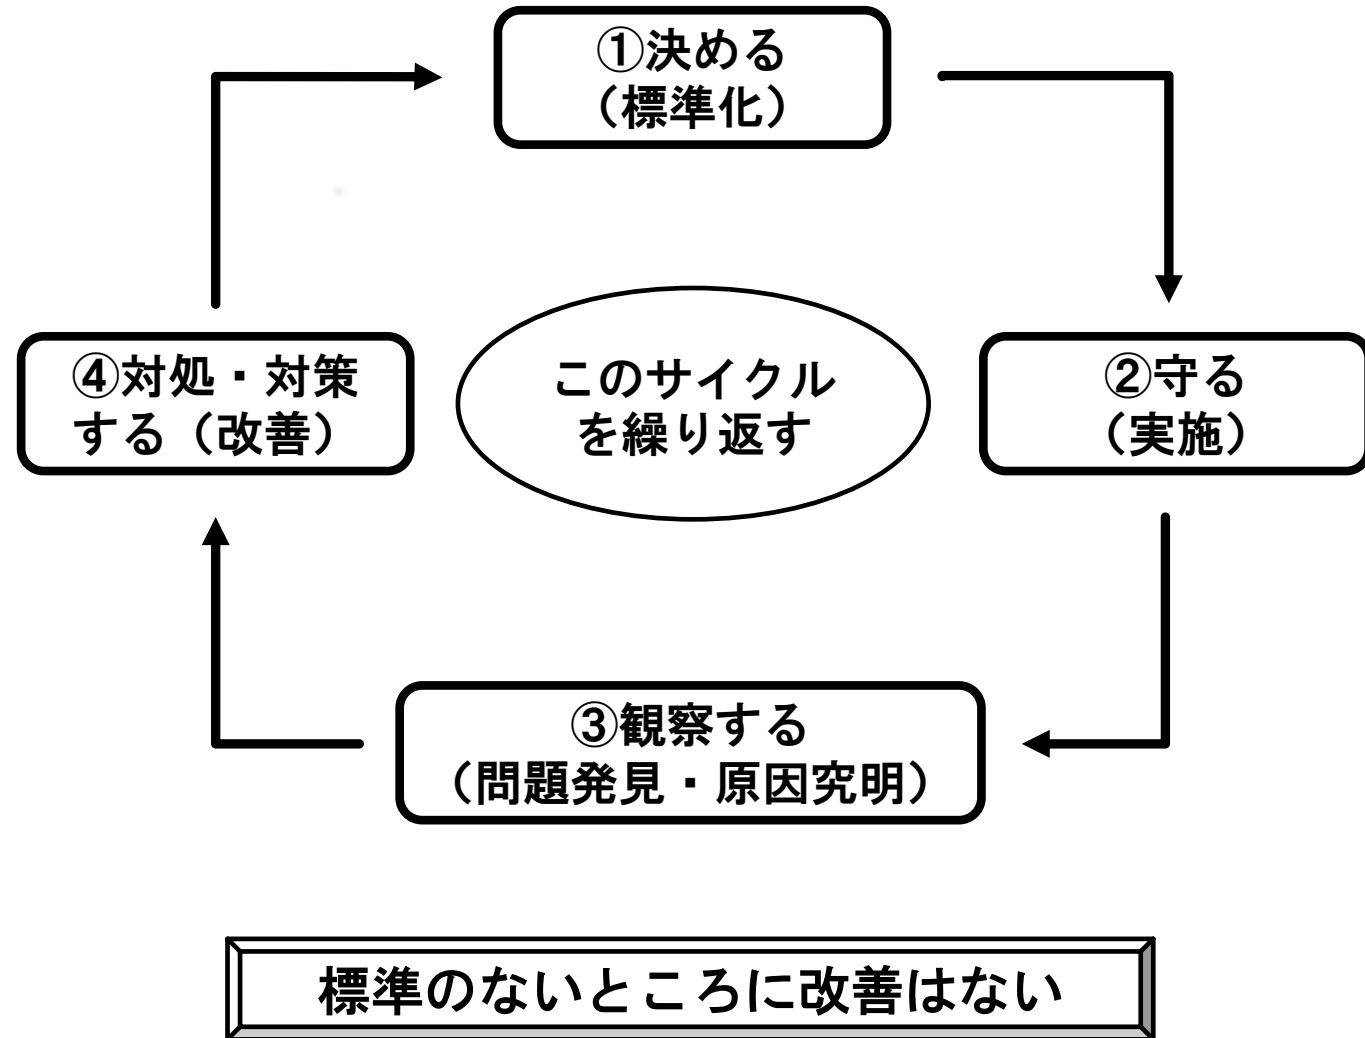 ①決める
(標準化)
②守る
(実施)
③観察する
(問題発見・原因究明)
④対処・対策
する(改善)
このサイクル
を繰り返す
標準のないところに改善はない